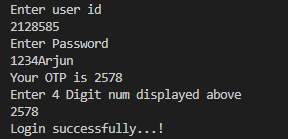 Enter user id
2128585
Enter Password
1234Arjun
Your OTP is 2578
Enter 4 Digit num displayed above
2578
Login successfully...!